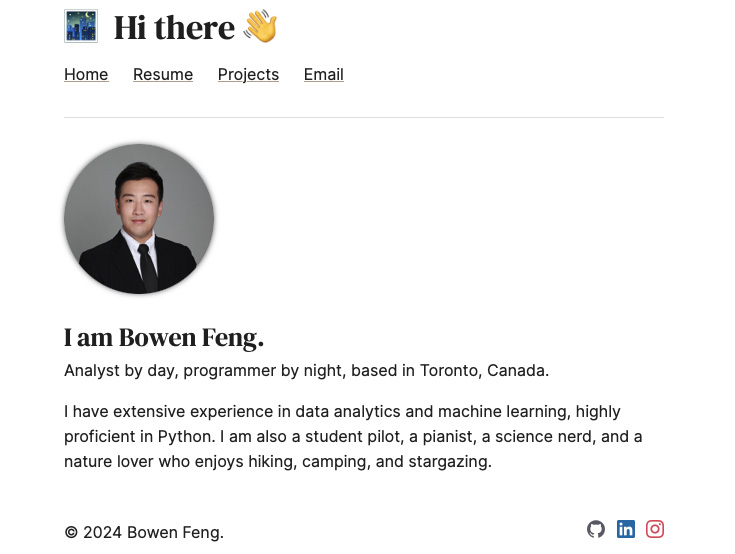 Hi there 👋
Home Resume Projects Email
I am Bowen Feng.
Analyst by day, programmer by night, based in Toronto, Canada.
I have extensive experience in data analytics and machine learning, highly
proficient in Python. I am also a student pilot, a pianist, a science nerd, and a
nature lover who enjoys hiking, camping, and stargazing.
© 2024 Bowen Feng.